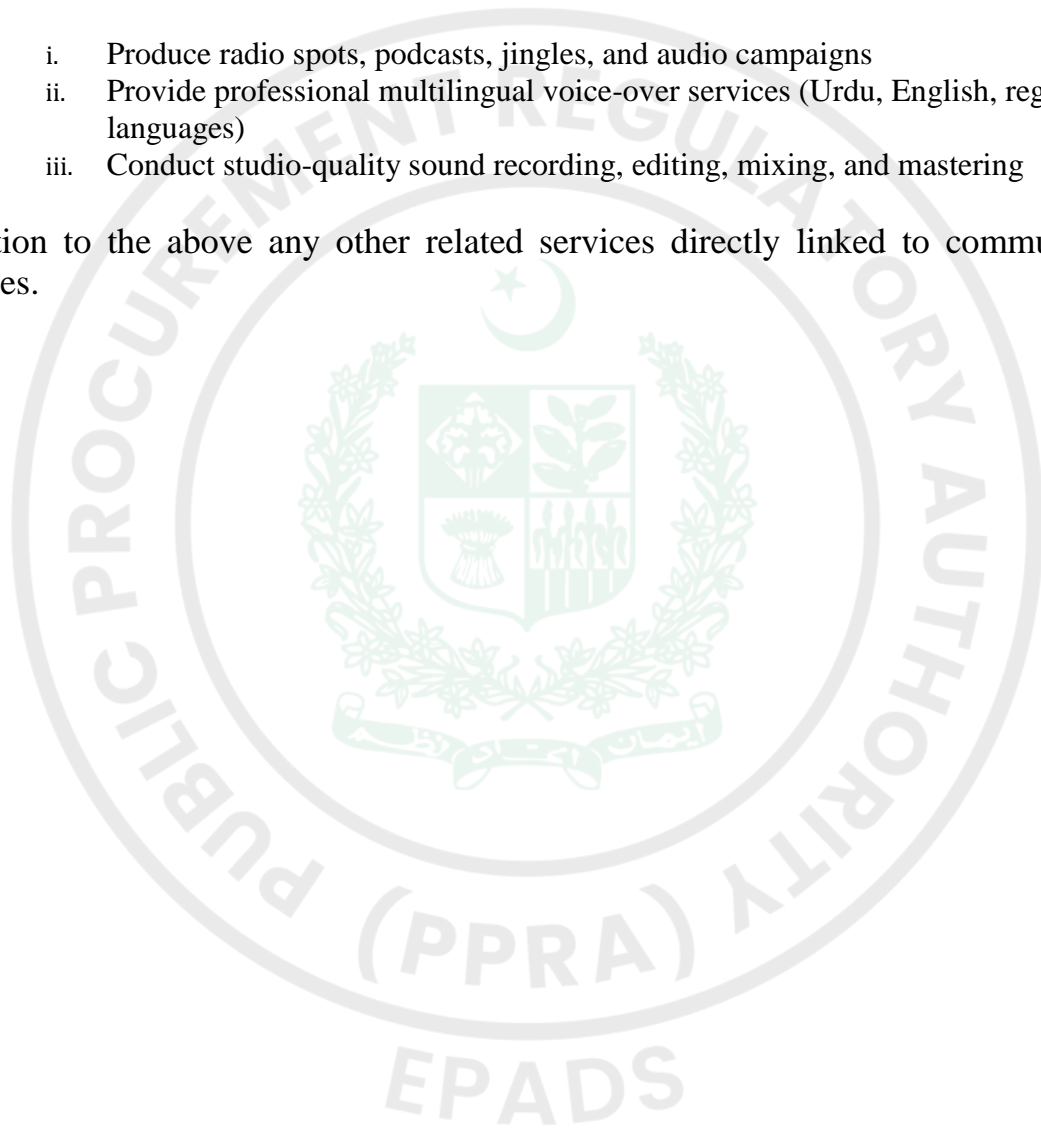 i. Produce radio spots, podcasts, jingles, and audio campaigns
ii. Provide professional multilingual voice-over services (Urdu, English, reg
languages)
iii. Conduct studio-quality sound recording, editing, mixing, and mastering
tion to the above any other related services directly linked to commu
es.
PUBLIC PROCUREMENT REGULATORY AUTHORITY
(PPRA)
EPADS